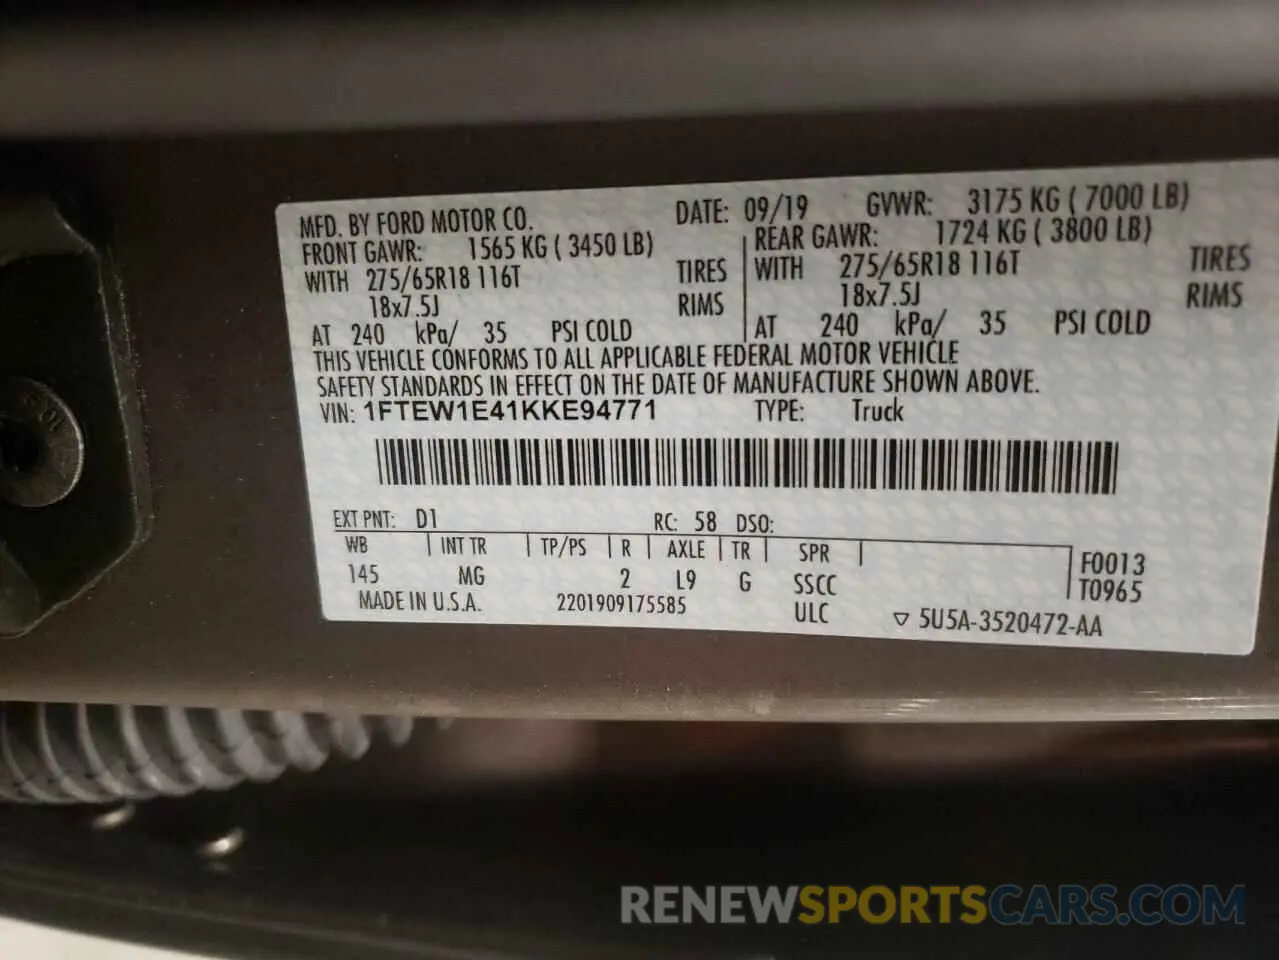 MFD. BY FORD MOTOR CO. DATE: 09/19 GVWR: 3175 KG ( 7000 LB)
FRONT GAWR: 1565 KG ( 3450 LB) REAR GAWR: 1724 KG ( 3800 LB)
WITH 275/65R18 116T TIRES WITH 275/65R18 116T TIRES
18x7.5J RIMS 18x7.5J RIMS
AT 240 kPa/ 35 PSI COLD AT 240 kPa/ 35 PSI COLD
THIS VEHICLE CONFORMS TO ALL APPLICABLE FEDERAL MOTOR VEHICLE
SAFETY STANDARDS IN EFFECT ON THE DATE OF MANUFACTURE SHOWN ABOVE.
VIN: 1FTEW1E41KKE94771 TYPE: Truck
EXT PNT: D1 RC: 58 DSO:
WB INT TR TP/PS R AXLE TR SPR F0013
145 MG 2 L9 G SSCC T0965
MADE IN U.S.A. 2201909175585 ULC ▽ 5U5A-3520472-AA
RENEWSPORTSCARS.COM